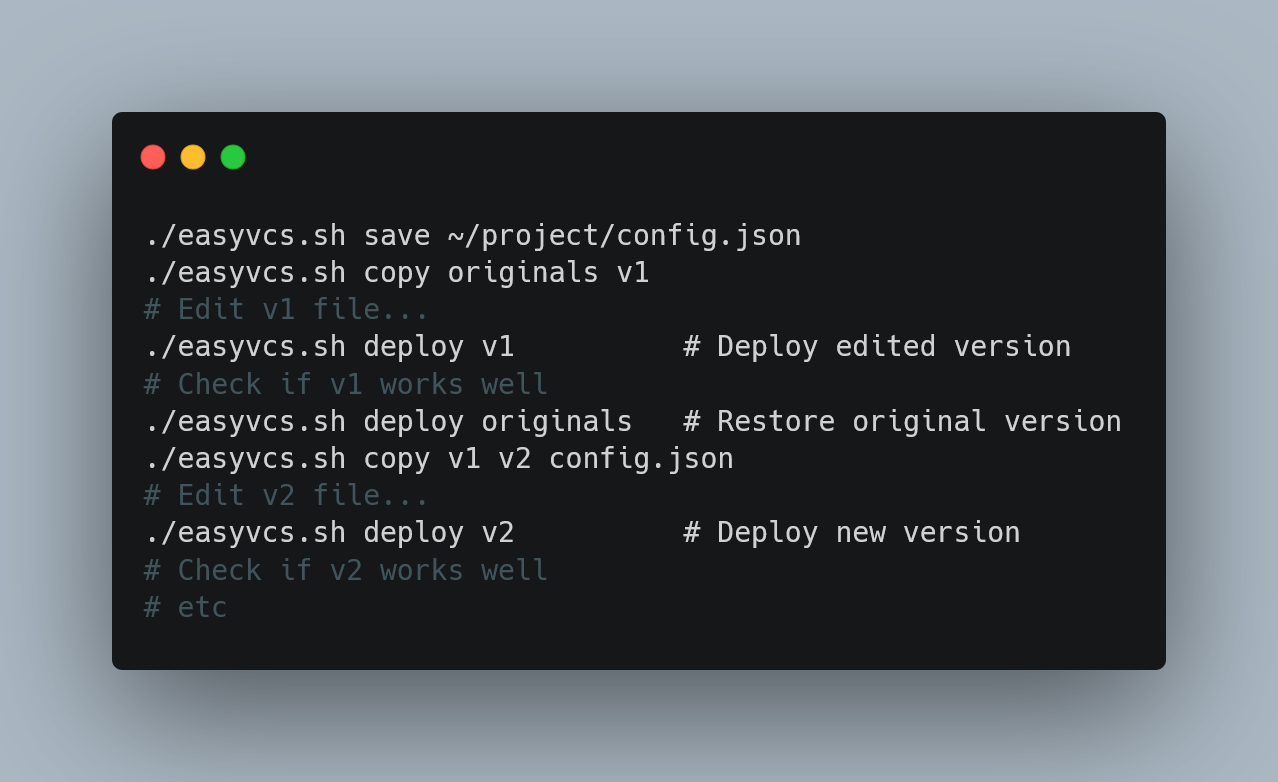 ./easyvcs.sh save ~/project/config.json
./easyvcs.sh copy originals v1
# Edit v1 file...
./easyvcs.sh deploy v1          # Deploy edited version
# Check if v1 works well
./easyvcs.sh deploy originals   # Restore original version
./easyvcs.sh copy v1 v2 config.json
# Edit v2 file...
./easyvcs.sh deploy v2          # Deploy new version
# Check if v2 works well
# etc